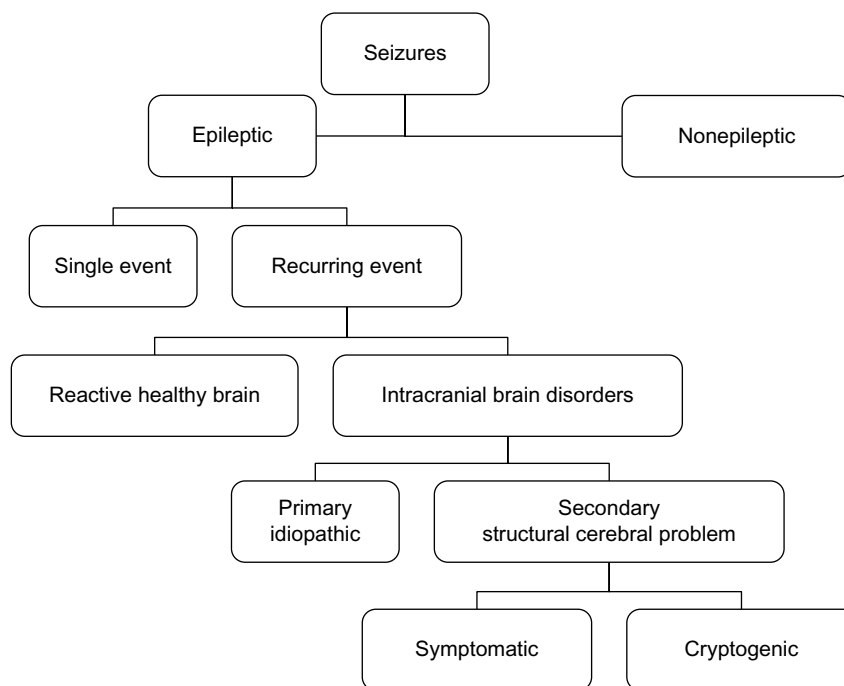 Seizures
Epileptic
Nonepileptic
Single event
Recurring event
Reactive healthy brain
Intracranial brain disorders
Primary
idiopathic
Secondary
structural cerebral problem
Symptomatic
Cryptogenic